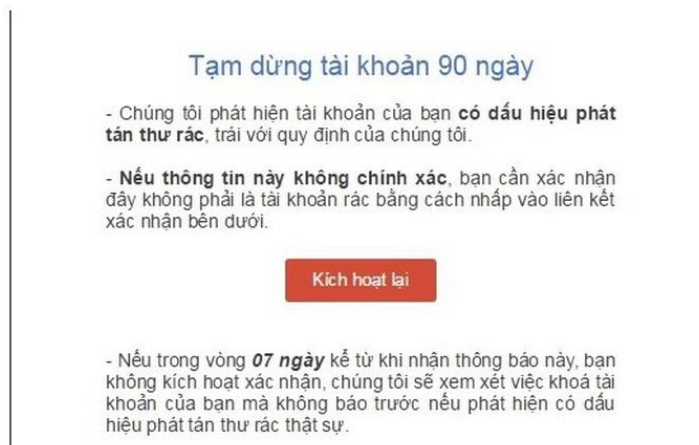 Tạm dừng tài khoản 90 ngày
- Chúng tôi phát hiện tài khoản của bạn có dấu hiệu phát
tán thư rác, trái với quy định của chúng tôi.
- Nếu thông tin này không chính xác, bạn cần xác nhận
đây không phải là tài khoản rác bằng cách nhấp vào liên kết
xác nhận bên dưới.
Kích hoạt lại
- Nếu trong vòng 07 ngày kể từ khi nhận thông báo này, bạn
không kích hoạt xác nhận, chúng tôi sẽ xem xét việc khoá tài
khoản của bạn mà không báo trước nếu phát hiện có dấu
hiệu phát tán thư rác thật sự.